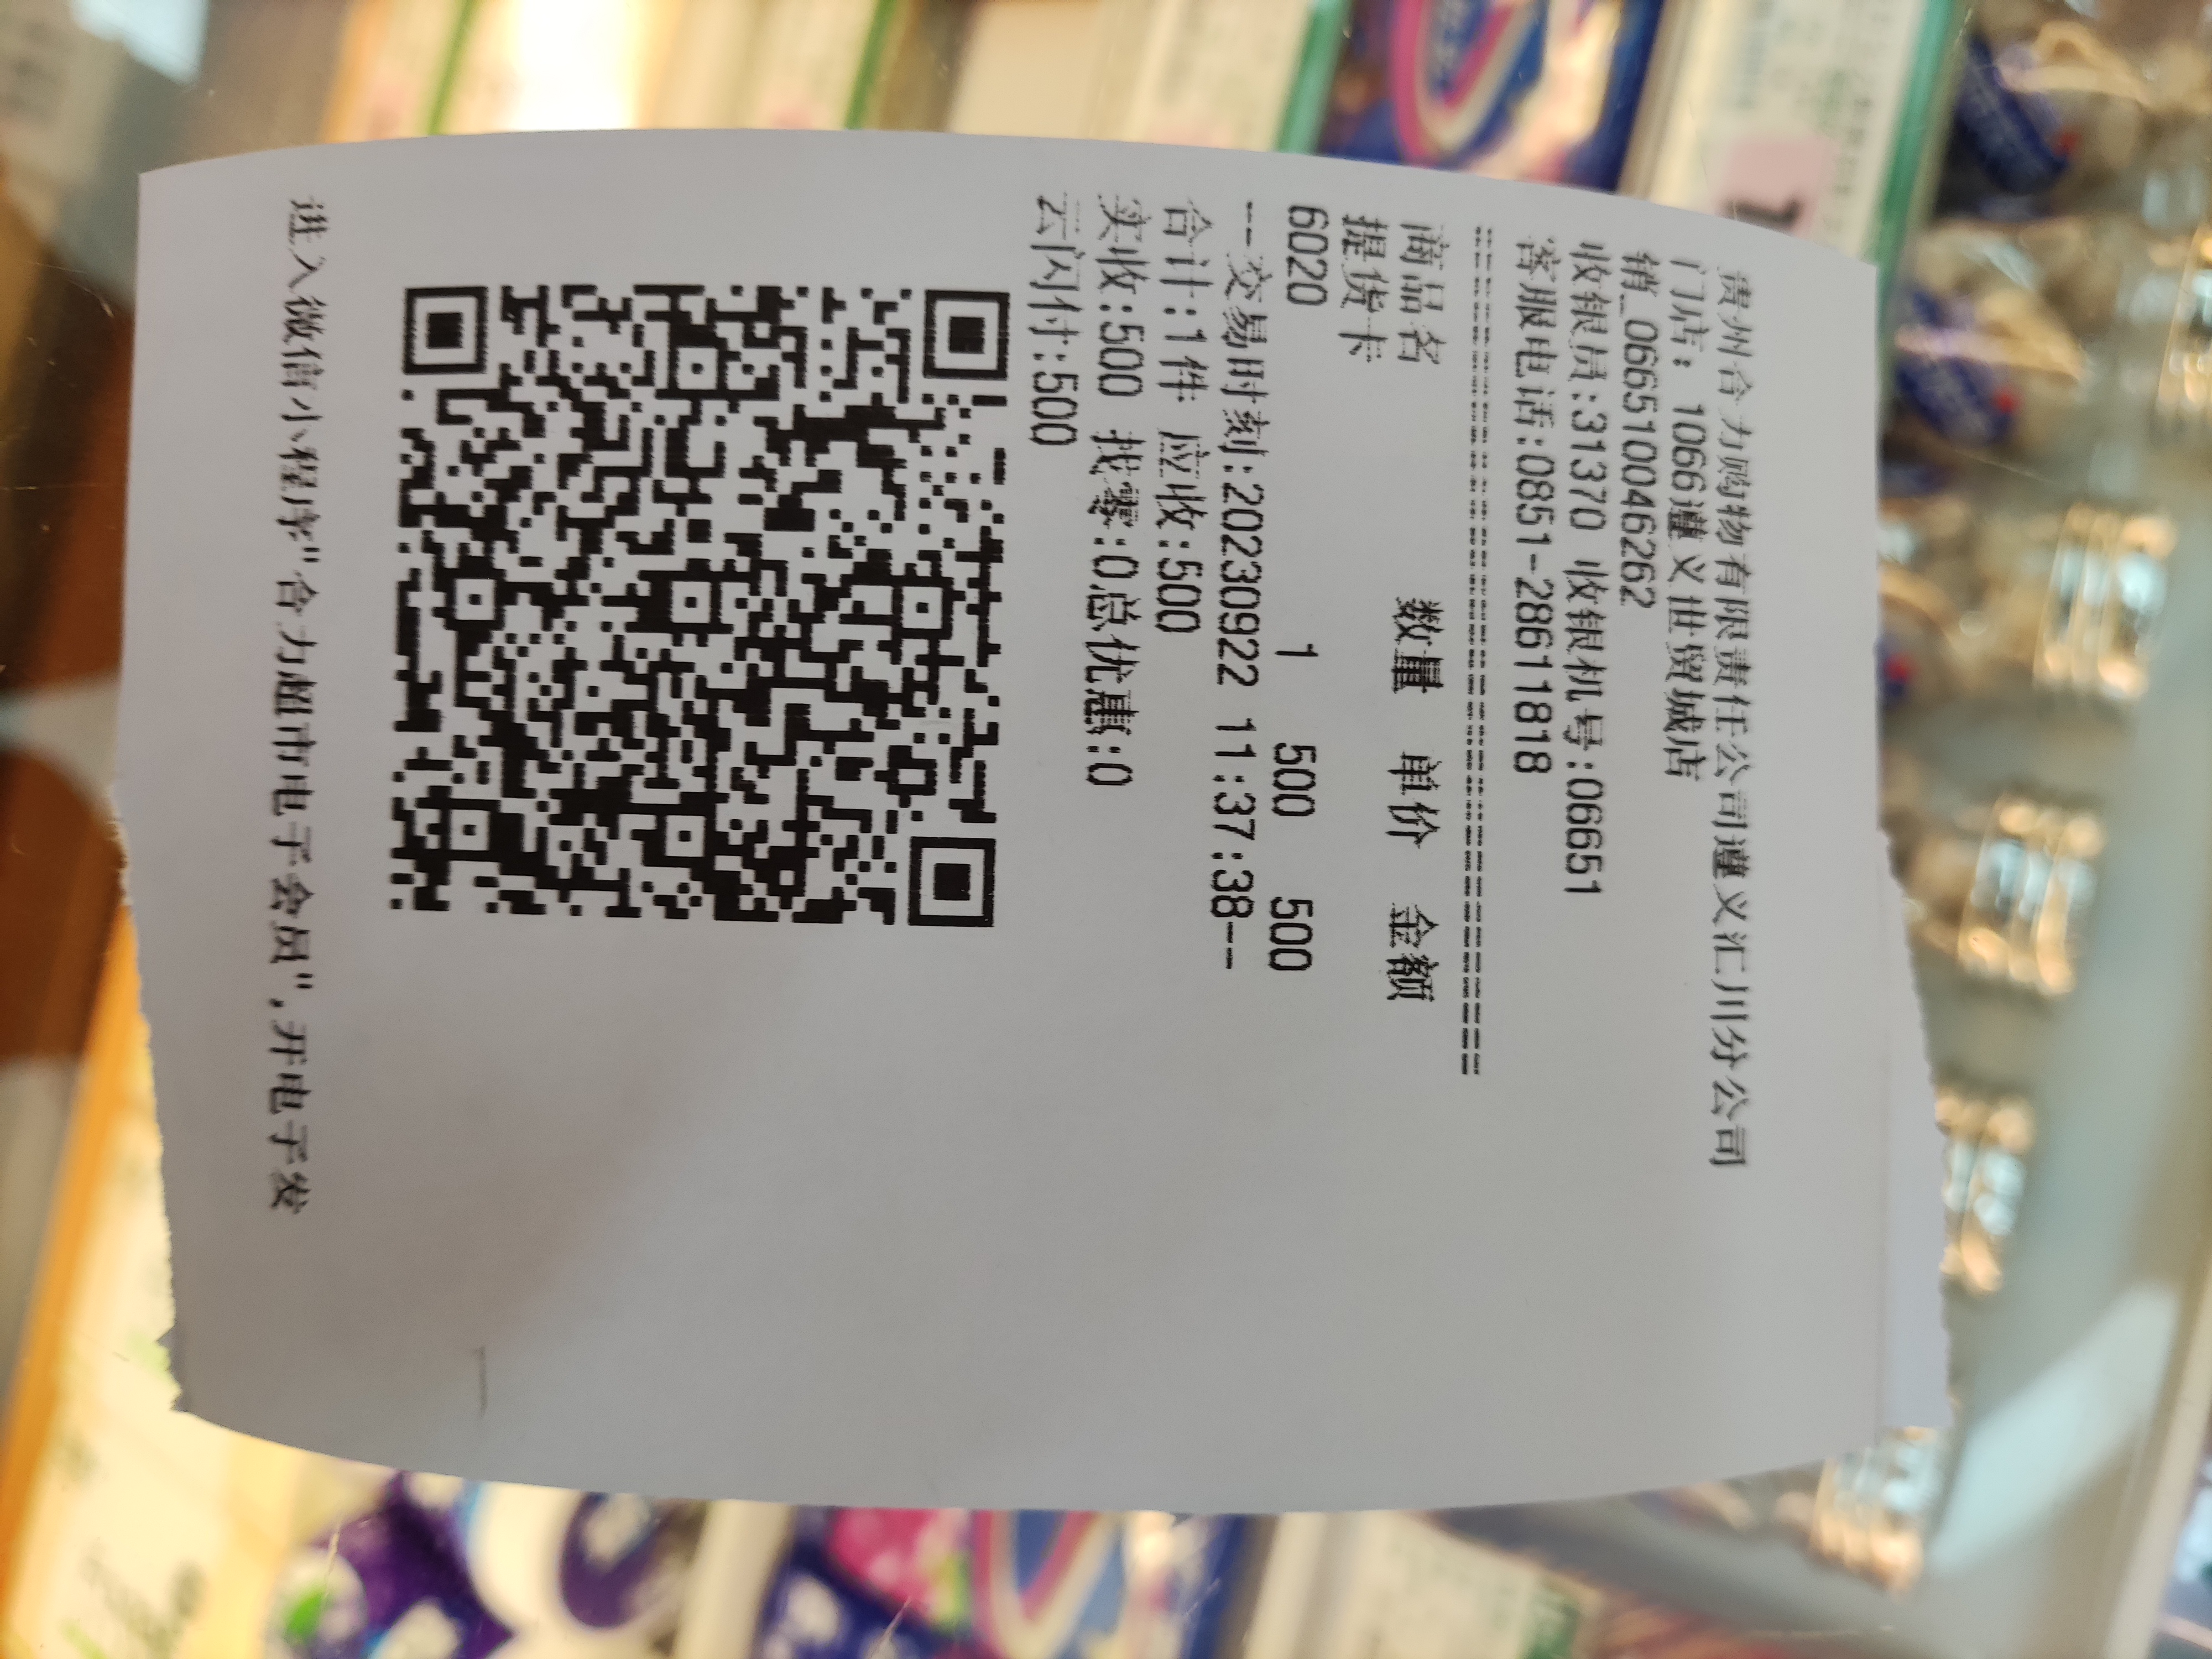 贵州合力购物有限责任公司遵义汇川分公司
门店: 1066遵义世贸城店
销_0665100462​62
收银员:31370 收银机号:06651
客服电话:0851-28611818
================================
商品名 数量 单价 金额
提货卡
6020 1 500 500
--交易时刻:20230922 11:37:38--
合计:1件 应收:500
实收:500 找零:0总优惠:0
云闪付:500
进入微信小程序"合力超市电子会员",开电子发